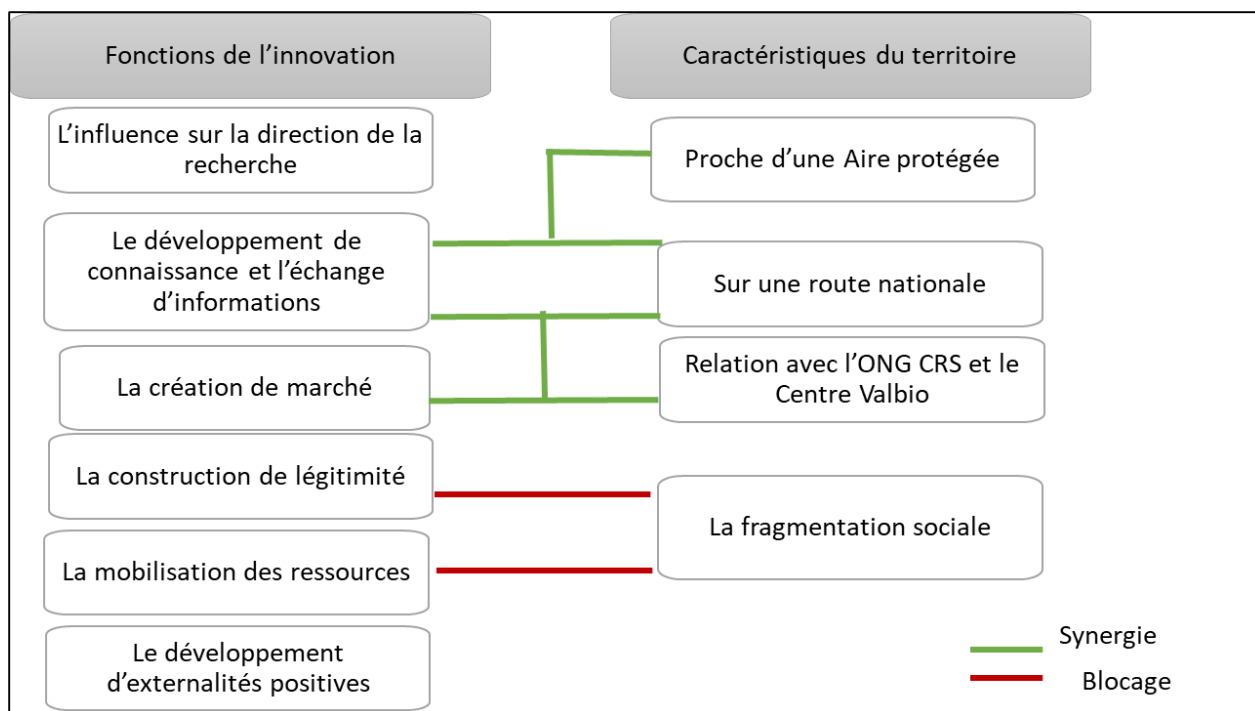 Fonctions de l’innovation
L’influence sur la direction de la
recherche
Le développement de
connaissance et l’échange
d’informations
La création de marché
La construction de légitimité
La mobilisation des ressources
Le développement
d’externalités positives
Caractéristiques du territoire
Proche d’une Aire protégée
Sur une route nationale
Relation avec l’ONG CRS et le
Centre Valbio
La fragmentation sociale
Synergie
Blocage